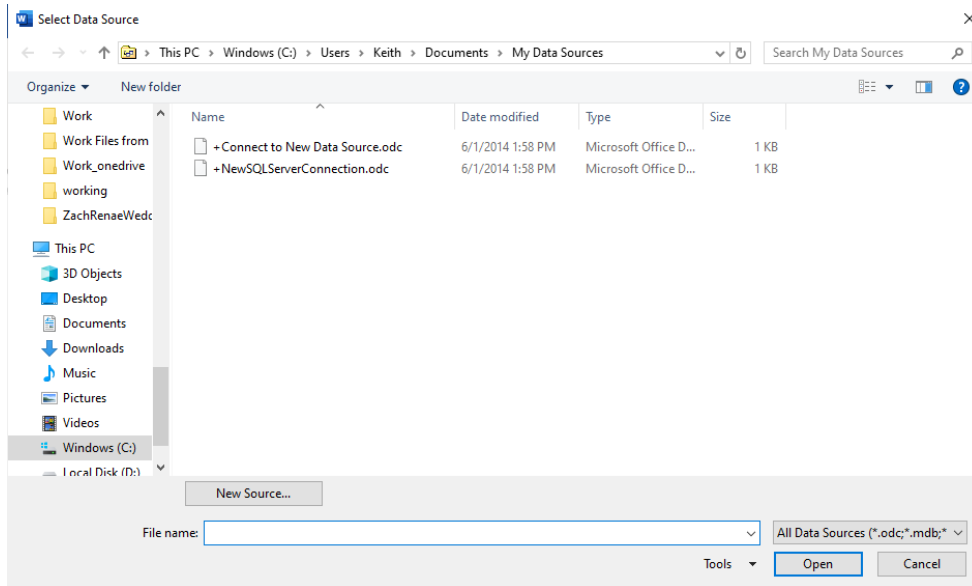 Select Data Source
This PC > Windows (C:) > Users > Keith > Documents > My Data Sources
Search My Data Sources
Organize
New folder
Name Date modified Type Size
+Connect to New Data Source.odc 6/1/2014 1:58 PM Microsoft Office D... 1 KB
+NewSQLServerConnection.odc 6/1/2014 1:58 PM Microsoft Office D... 1 KB
Work
Work Files from
Work_onedrive
working
ZachRenaeWedd
This PC
3D Objects
Desktop
Documents
Downloads
Music
Pictures
Videos
Windows (C:)
Local Disk (D:)
New Source...
File name:
All Data Sources (*.odc;*.mdb;*
Tools
Open
Cancel